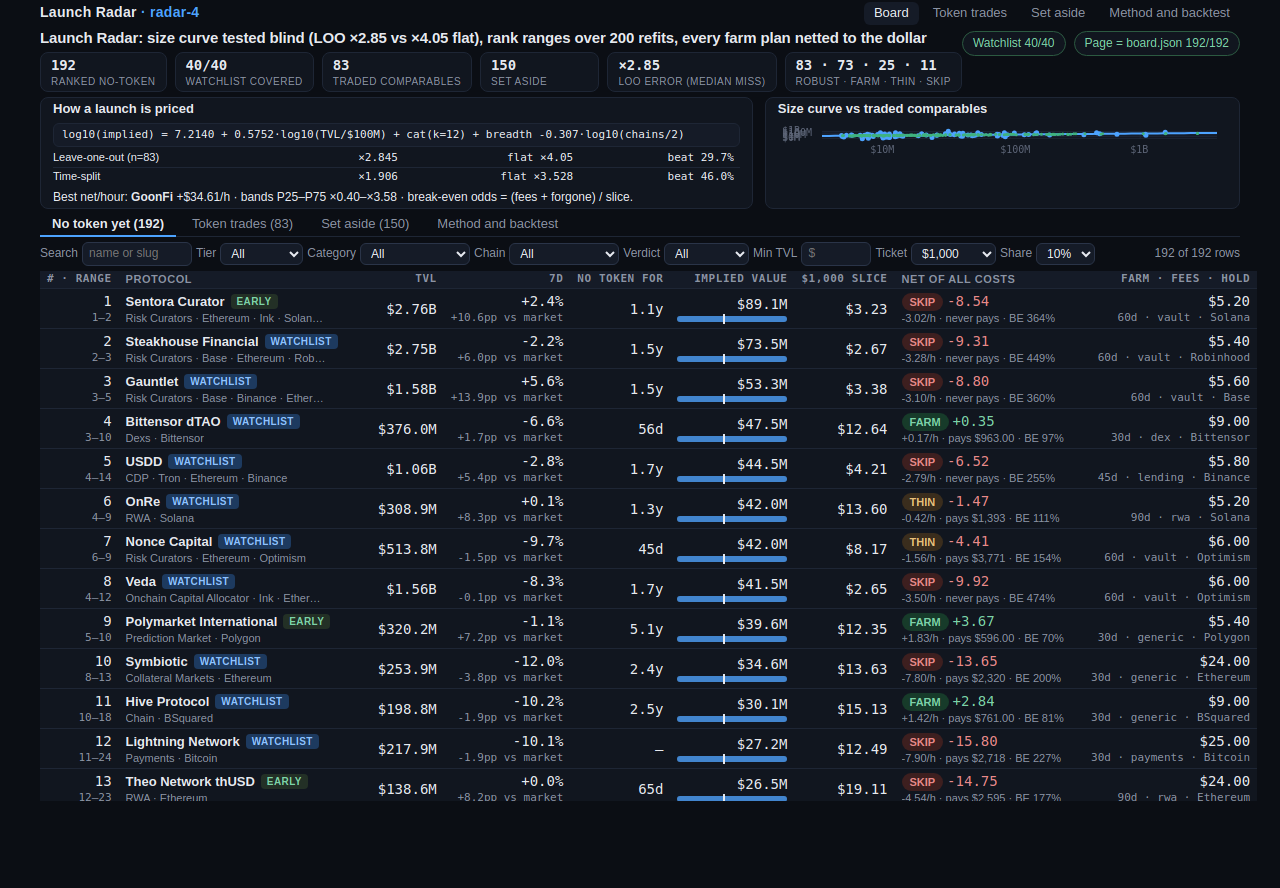 Launch Radar · radar-4
Board Token trades Set aside Method and backtest
Launch Radar: size curve tested blind (LOO ×2.85 vs ×4.05 flat), rank ranges over 200 refits, every farm plan netted to the dollar
Watchlist 40/40 Page = board.json 192/192
192 40/40 83 150 ×2.85 83 · 73 · 25 · 11
RANKED NO-TOKEN WATCHLIST COVERED TRADED COMPARABLES SET ASIDE LOO ERROR (MEDIAN MISS) ROBUST · FARM · THIN · SKIP
How a launch is priced
log10(implied) = 7.2140 + 0.5752·log10(TVL/$100M) + cat(k=12) + breadth -0.307·log10(chains/2)
Leave-one-out (n=83) ×2.845 flat ×4.05 beat 29.7%
Time-split ×1.906 flat ×3.528 beat 46.0%
Best net/hour: GoonFi +$34.61/h · bands P25–P75 ×0.40–×3.58 · break-even odds = (fees + forgone) / slice.
Size curve vs traded comparables
$10M $100M $1B
No token yet (192) Token trades (83) Set aside (150) Method and backtest
Search name or slug Tier All Category All Chain All Verdict All Min TVL $ Ticket $1,000 Share 10% 192 of 192 rows
# · RANGE PROTOCOL TVL 7D NO TOKEN FOR IMPLIED VALUE $1,000 SLICE NET OF ALL COSTS FARM · FEES · HOLD
1 Sentora Curator EARLY $2.76B +2.4% 1.1y $89.1M $3.23 SKIP -8.54 $5.20
1–2 Risk Curators · Ethereum · Ink · Solan… +10.6pp vs market -3.02/h · never pays · BE 364% 60d · vault · Solana
2 Steakhouse Financial WATCHLIST $2.75B -2.2% 1.5y $73.5M $2.67 SKIP -9.31 $5.40
2–3 Risk Curators · Base · Ethereum · Rob… +6.0pp vs market -3.28/h · never pays · BE 449% 60d · vault · Robinhood
3 Gauntlet WATCHLIST $1.58B +5.6% 1.5y $53.3M $3.38 SKIP -8.80 $5.60
3–5 Risk Curators · Base · Binance · Ether… +13.9pp vs market -3.10/h · never pays · BE 360% 60d · vault · Base
4 Bittensor dTAO WATCHLIST $376.0M -6.6% 56d $47.5M $12.64 FARM +0.35 $9.00
3–10 Dexs · Bittensor +1.7pp vs market +0.17/h · pays $963.00 · BE 97% 30d · dex · Bittensor
5 USDD WATCHLIST $1.06B -2.8% 1.7y $44.5M $4.21 SKIP -6.52 $5.80
4–14 CDP · Tron · Ethereum · Binance +5.4pp vs market -2.79/h · never pays · BE 255% 45d · lending · Binance
6 OnRe WATCHLIST $308.9M +0.1% 1.3y $42.0M $13.60 THIN -1.47 $5.20
4–9 RWA · Solana +8.3pp vs market -0.42/h · pays $1,393 · BE 111% 90d · rwa · Solana
7 Nonce Capital WATCHLIST $513.8M -9.7% 45d $42.0M $8.17 THIN -4.41 $6.00
6–9 Risk Curators · Ethereum · Optimism -1.5pp vs market -1.56/h · pays $3,771 · BE 154% 60d · vault · Optimism
8 Veda WATCHLIST $1.56B -8.3% 1.7y $41.5M $2.65 SKIP -9.92 $6.00
4–12 Onchain Capital Allocator · Ink · Ether… -0.1pp vs market -3.50/h · never pays · BE 474% 60d · vault · Optimism
9 Polymarket International EARLY $320.2M -1.1% 5.1y $39.6M $12.35 FARM +3.67 $5.40
5–10 Prediction Market · Polygon +7.2pp vs market +1.83/h · pays $596.00 · BE 70% 30d · generic · Polygon
10 Symbiotic WATCHLIST $253.9M -12.0% 2.4y $34.6M $13.63 SKIP -13.65 $24.00
8–13 Collateral Markets · Ethereum -3.8pp vs market -7.80/h · pays $2,320 · BE 200% 30d · generic · Ethereum
11 Hive Protocol WATCHLIST $198.8M -10.2% 2.5y $30.1M $15.13 FARM +2.84 $9.00
10–18 Chain · BSquared -1.9pp vs market +1.42/h · pays $761.00 · BE 81% 30d · generic · BSquared
12 Lightning Network WATCHLIST $217.9M -10.1% — $27.2M $12.49 SKIP -15.80 $25.00
11–24 Payments · Bitcoin -1.9pp vs market -7.90/h · pays $2,718 · BE 227% 30d · payments · Bitcoin
13 Theo Network thUSD EARLY $138.6M +0.0% 65d $26.5M $19.11 SKIP -14.75 $24.00
12–23 RWA · Ethereum +8.2pp vs market -4.54/h · pays $2,595 · BE 177% 90d · rwa · Ethereum